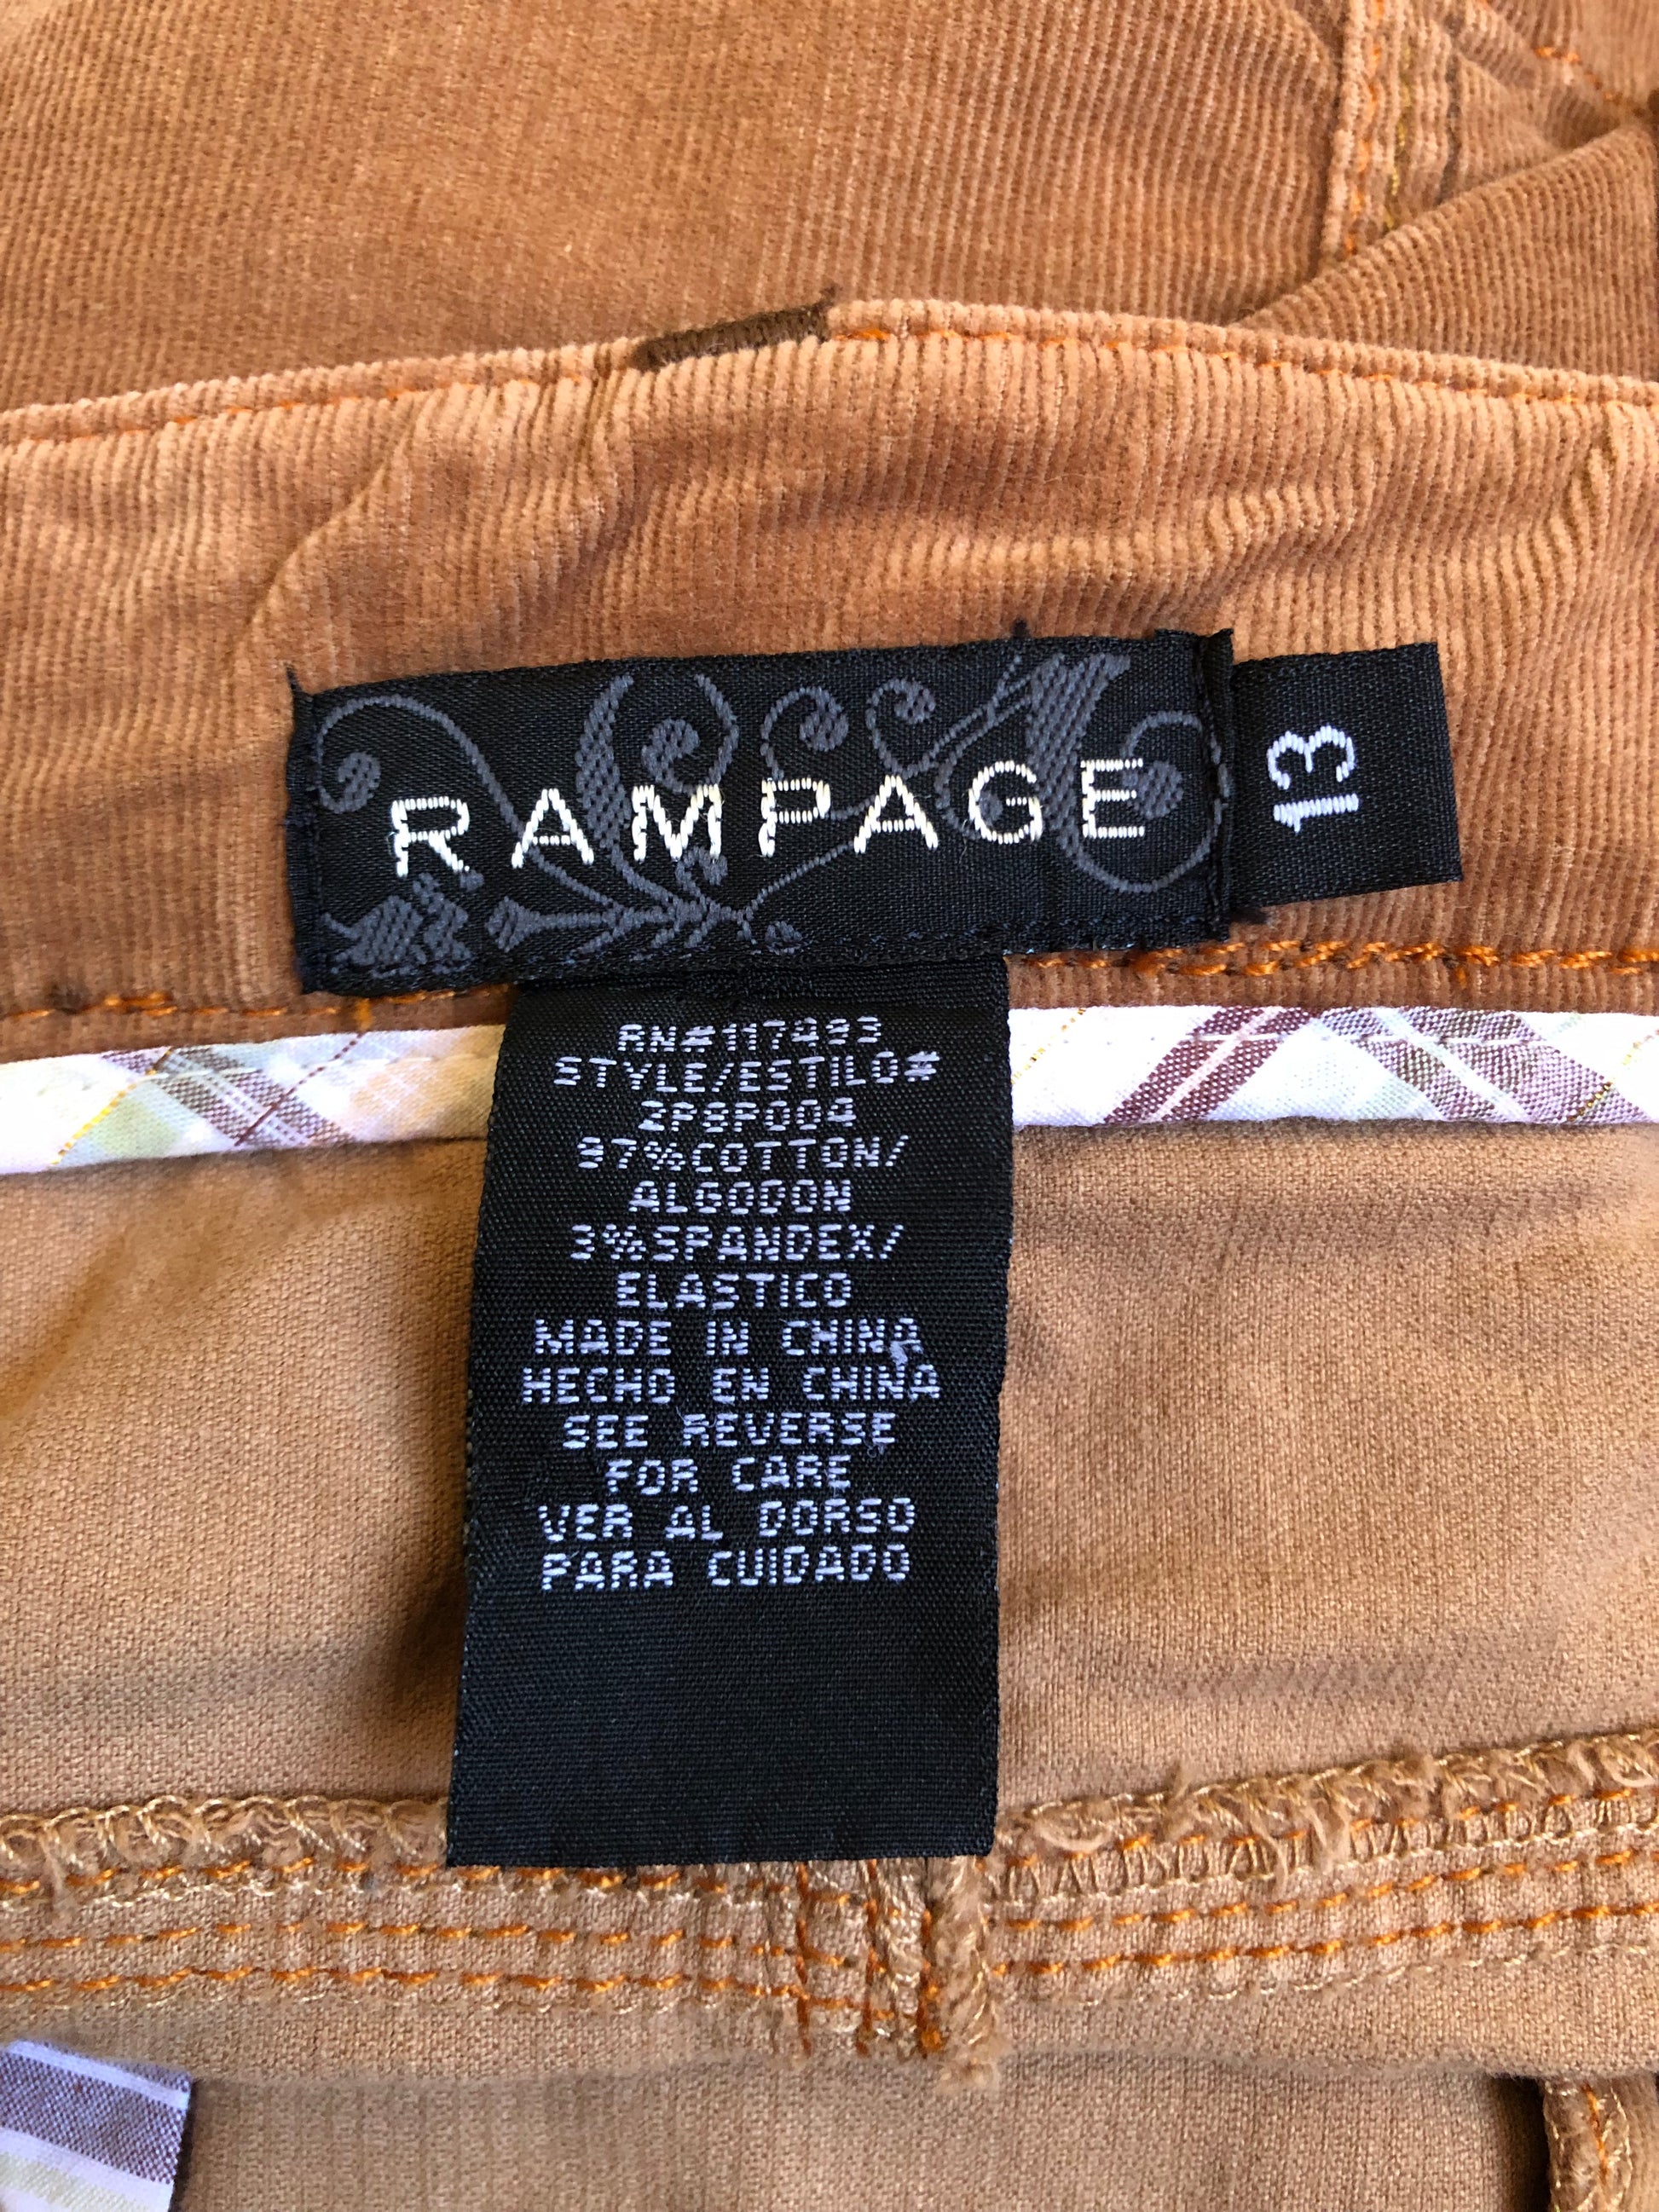 RAMPAGE
13
RN#117493
STYLE/ESTILO#
2P8P004
97%COTTON/
ALGODON
3%SPANDEX/
ELASTICO
MADE IN CHINA
HECHO EN CHINA
SEE REVERSE
FOR CARE
VER AL DORSO
PARA CUIDADO